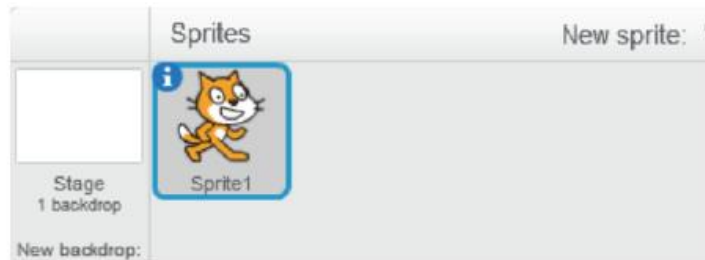 Sprites
New sprite:
i
Sprite1
Stage
1 backdrop
New backdrop: